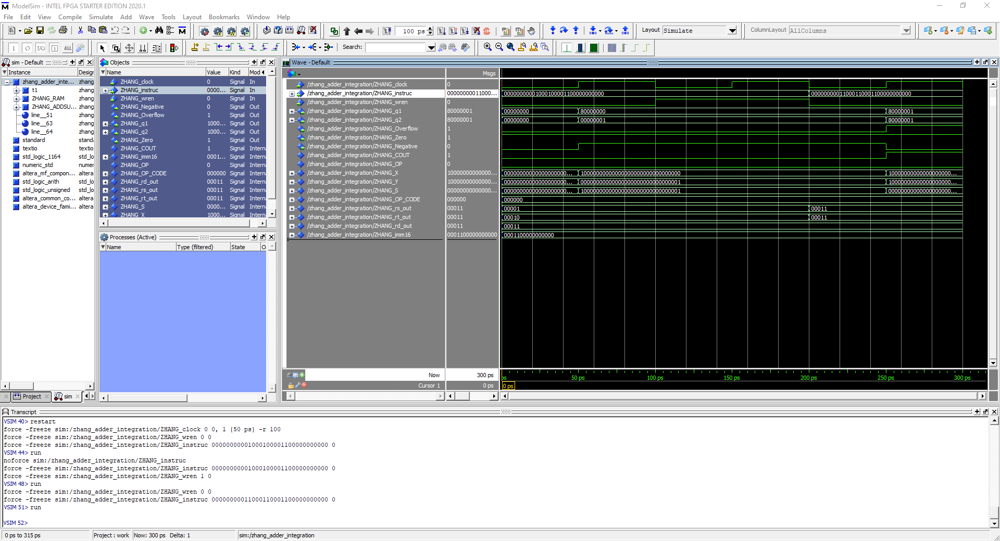 ModelSim - INTEL FPGA STARTER EDITION 2020.1
File Edit View Compile Simulate Add Wave Tools Layout Bookmarks Window Help
100 ps
Layout Simulate
ColumnLayout AllColumns
Search:
sim - Default
Instance Desig
zhang_adder_inte... zhang
t1 zhang
ZHANG_RAM zhang
ZHANG_ADDSU... zhang
line__51 zhang
line__63 zhang
line__64 zhang
standard standa
textio textio
std_logic_1164 std_lo
numeric_std numer
altera_mf_compon... altera
std_logic_arith std_lo
std_logic_unsigned std_lo
altera_common_co... altera
altera_device_fami... altera
Project sim
Objects
Name Value Kind Mod
ZHANG_clock 0 Signal In
ZHANG_instruc 0000... Signal In
ZHANG_wren 0 Signal In
ZHANG_Negative 0 Signal Out
ZHANG_Overflow 1 Signal Out
ZHANG_q1 1000... Signal Out
ZHANG_q2 1000... Signal Out
ZHANG_Zero 1 Signal Out
ZHANG_COUT 1 Signal Intern
ZHANG_imm16 0001... Signal Intern
ZHANG_OP 0 Signal Intern
ZHANG_OP_CODE 000000 Signal Intern
ZHANG_rd_out 00011 Signal Intern
ZHANG_rs_out 00011 Signal Intern
ZHANG_rt_out 00011 Signal Intern
ZHANG_S 0000... Signal Intern
ZHANG_X 1000... Signal Intern
Processes (Active)
Name Type (filtered) State O
Wave - Default
Msgs
/zhang_adder_integration/ZHANG_clock 0
/zhang_adder_integration/ZHANG_instruc 00000000011000... 00000000001000100001100000000000 00000000011000110001100000000000
/zhang_adder_integration/ZHANG_wren 0
/zhang_adder_integration/ZHANG_q1 80000001 00000000 80000000 80000001
/zhang_adder_integration/ZHANG_q2 80000001 00000000 00000001 80000001
/zhang_adder_integration/ZHANG_Overflow 1
/zhang_adder_integration/ZHANG_Zero 1
/zhang_adder_integration/ZHANG_Negative 0
/zhang_adder_integration/ZHANG_COUT 1
/zhang_adder_integration/ZHANG_OP 0
/zhang_adder_integration/ZHANG_X 10000000000000... 00000000000000000000... 10000000000000000000000000000000 10000000000000000000...
/zhang_adder_integration/ZHANG_Y 10000000000000... 00000000000000000000... 00000000000000000000000000000001 10000000000000000000...
/zhang_adder_integration/ZHANG_S 00000000000000... 00000000000000000000... 10000000000000000000000000000001 00000000000000000000...
/zhang_adder_integration/ZHANG_OP_CODE 000000 000000
/zhang_adder_integration/ZHANG_rs_out 00011 00001 00011
/zhang_adder_integration/ZHANG_rt_out 00011 00010 00011
/zhang_adder_integration/ZHANG_rd_out 00011 00011
/zhang_adder_integration/ZHANG_imm16 0001100000000000 0001100000000000
Now 300 ps ps 50 ps 100 ps 150 ps 200 ps 250 ps 300 ps
Cursor 1 0 ps 0 ps
Transcript
VSIM 40> restart
force -freeze sim:/zhang_adder_integration/ZHANG_clock 0 0, 1 {50 ps} -r 100
force -freeze sim:/zhang_adder_integration/ZHANG_wren 0 0
force -freeze sim:/zhang_adder_integration/ZHANG_instruc 00000000001000100001100000000000 0
VSIM 44> run
noforce sim:/zhang_adder_integration/ZHANG_instruc
force -freeze sim:/zhang_adder_integration/ZHANG_instruc 00000000001000100001100000000000 0
force -freeze sim:/zhang_adder_integration/ZHANG_wren 1 0
VSIM 48> run
force -freeze sim:/zhang_adder_integration/ZHANG_wren 0 0
force -freeze sim:/zhang_adder_integration/ZHANG_instruc 00000000011000110001100000000000 0
VSIM 51> run
VSIM 52>
0 ps to 315 ps Project : work Now: 300 ps Delta: 1 sim:/zhang_adder_integration